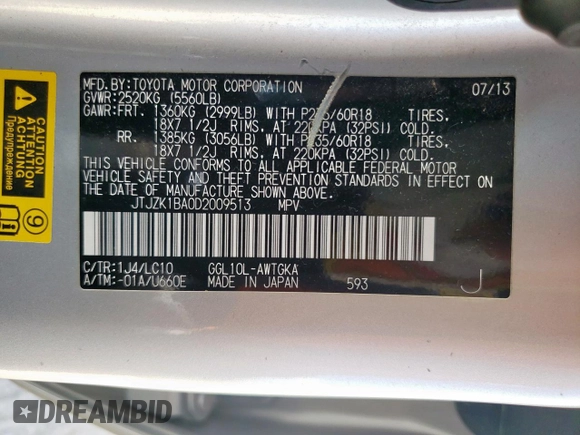 MFD.BY:TOYOTA MOTOR CORPORATION 07/13
GVWR:2520KG (5560LB)
GAWR:FRT. 1360KG (2999LB) WITH P235/60R18 TIRES.
18X7 1/2J RIMS, AT 220KPA (32PSI) COLD.
RR. 1385KG (3056LB) WITH P235/60R18 TIRES.
18X7 1/2J RIMS, AT 220KPA (32PSI) COLD.
THIS VEHICLE CONFORMS TO ALL APPLICABLE FEDERAL MOTOR
VEHICLE SAFETY AND THEFT PREVENTION STANDARDS IN EFFECT ON
THE DATE OF MANUFACTURE SHOWN ABOVE.
JTJZK1BA0D2009513 MPV
C/TR:1J4/LC10 GGL10L-AWTGKA
A/TM:-01A/U660E MADE IN JAPAN 593 J
CAUTION
ATTENTION
ACHTUNG
Предупреждение
9
DREAMBID